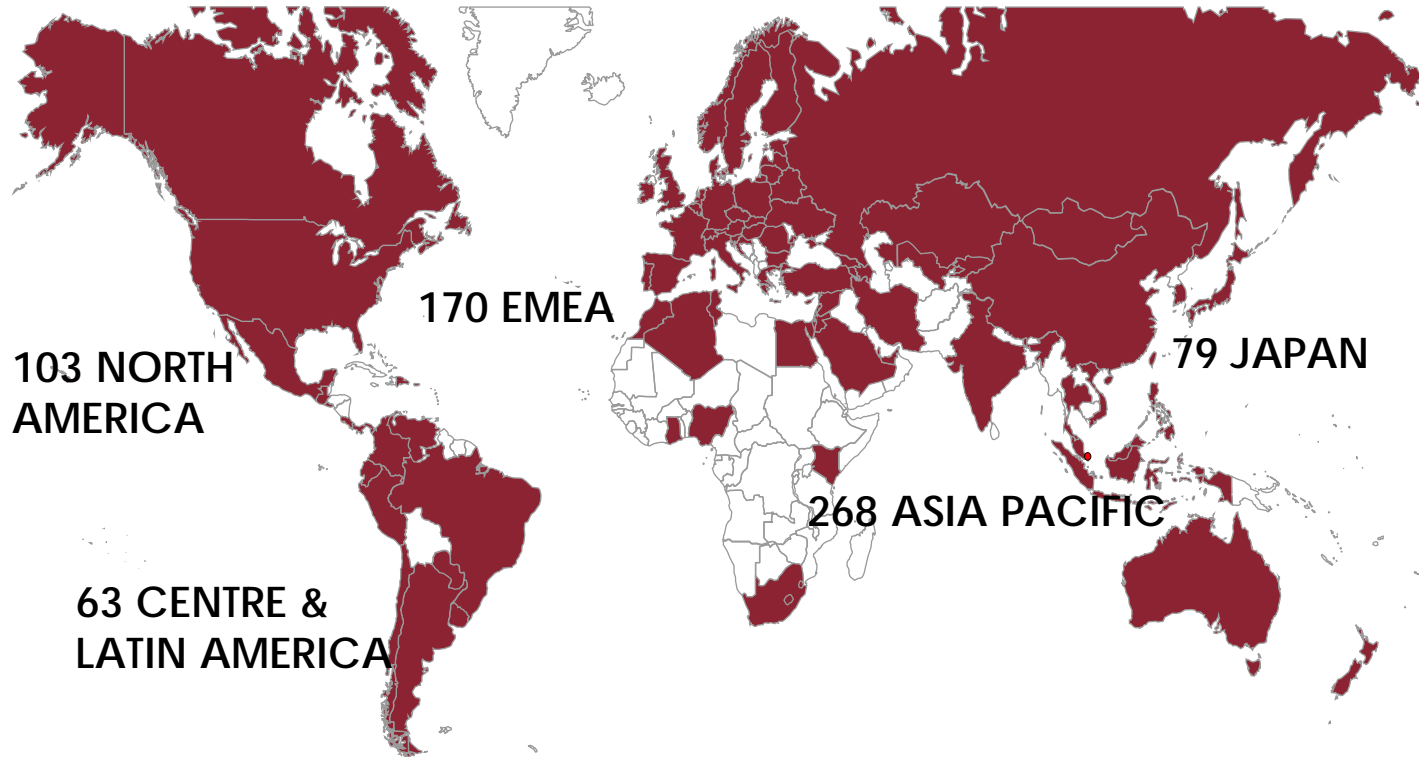 170 EMEA
103 NORTH
AMERICA
79 JAPAN
268 ASIA PACIFIC
63 CENTRE &
LATIN AMERICA